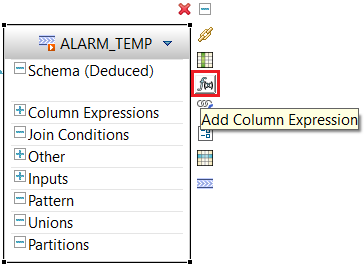 ALARM_TEMP
Schema (Deduced)
f(x)
Add Column Expression
Column Expressions
Join Conditions
Other
Inputs
Pattern
Unions
Partitions